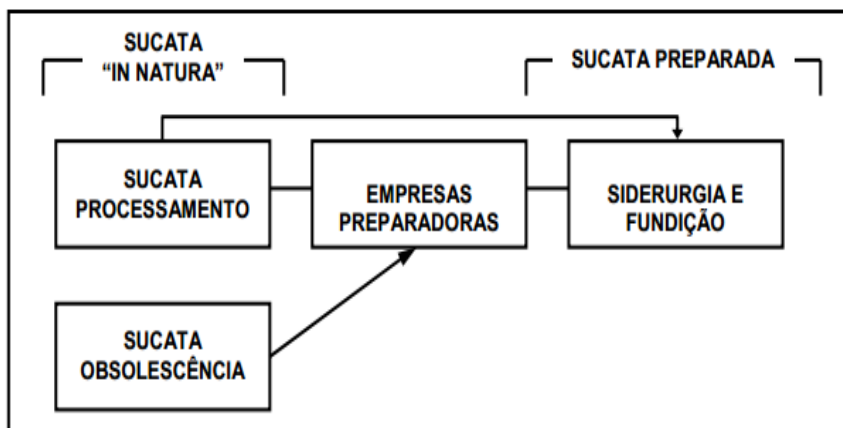 SUCATA
“IN NATURA”
SUCATA PREPARADA
SUCATA
PROCESSAMENTO
EMPRESAS
PREPARADORAS
SIDERURGIA E
FUNDIÇÃO
SUCATA
OBSOLESCÊNCIA